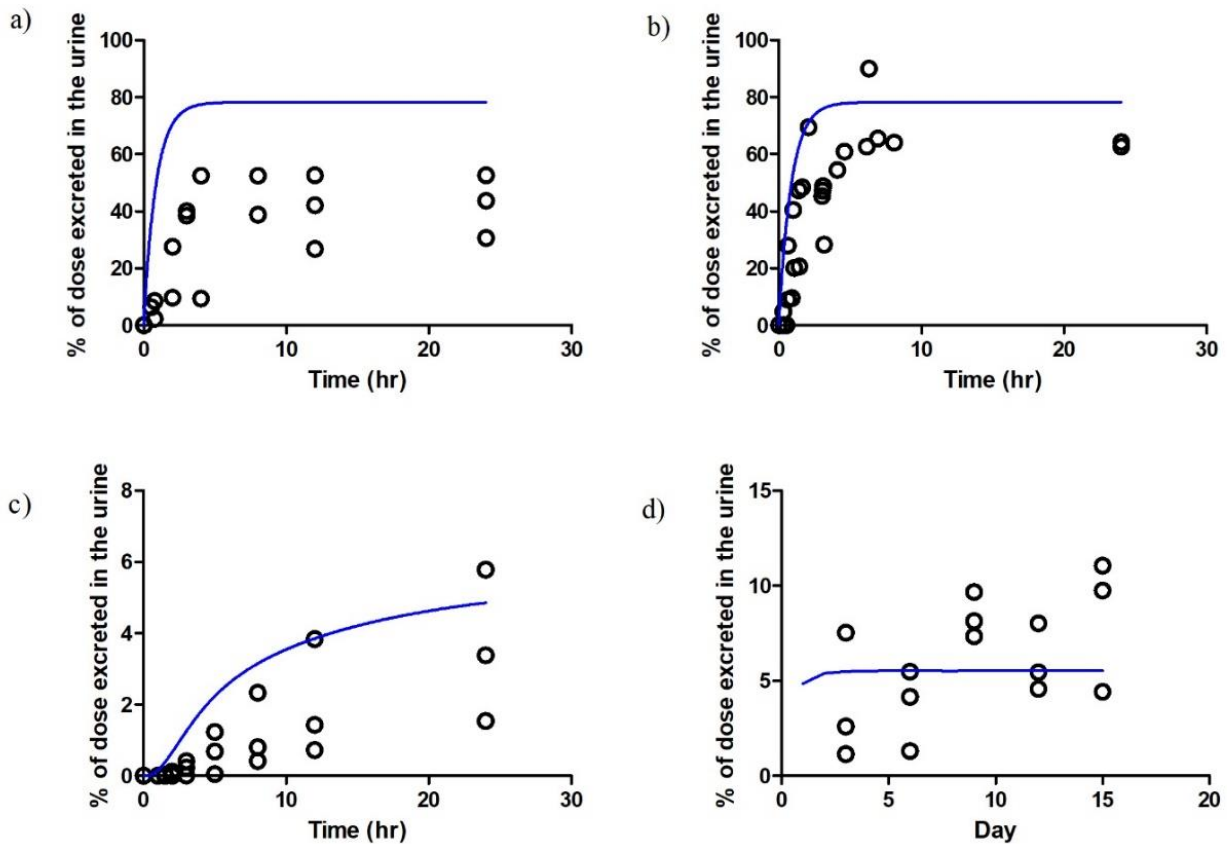 a)
% of dose excreted in the urine
100
80
60
40
20
0
0 10 20 30
Time (hr)
b)
% of dose excreted in the urine
100
80
60
40
20
0
0 10 20 30
Time (hr)
c)
% of dose excreted in the urine
8
6
4
2
0
0 10 20 30
Time (hr)
d)
% of dose excreted in the urine
15
10
5
0
0 5 10 15 20
Day